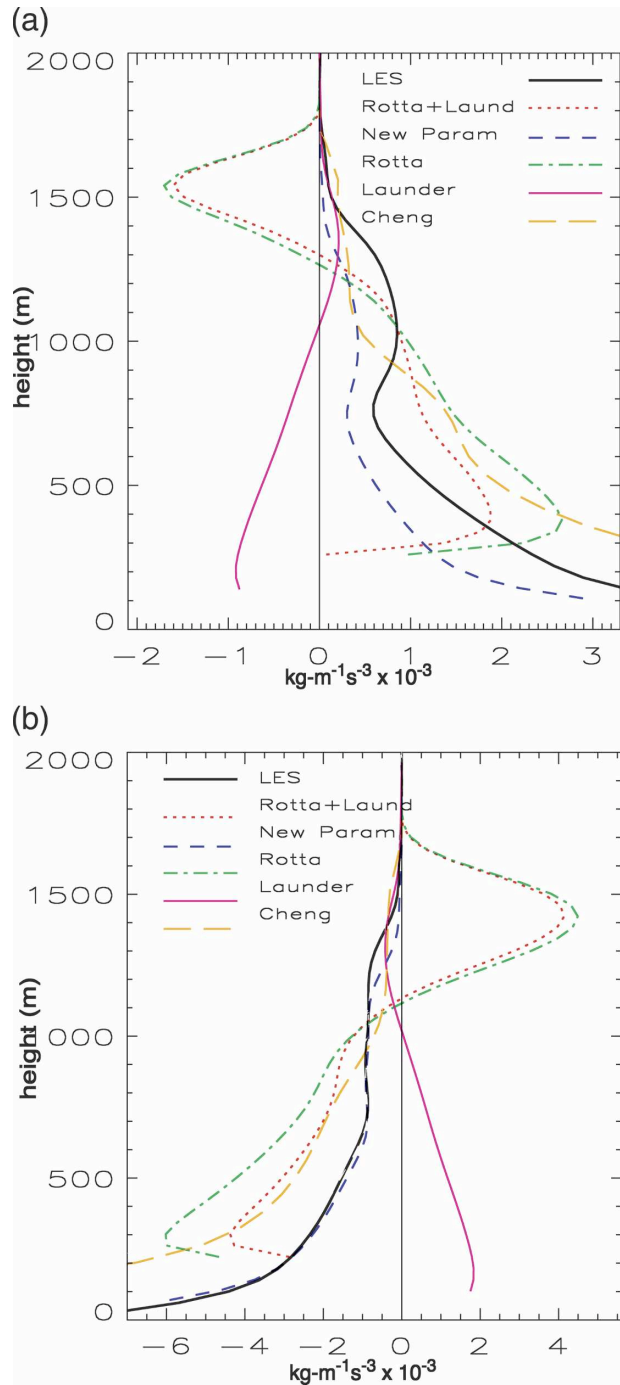 (a)
2000
LES
Rotta+Laund
New Param
Rotta
Launder
Cheng
1500
1000
500
0
height (m)
−2 −1 0 1 2 3
kg-m⁻¹s⁻³ x 10⁻³
(b)
2000
LES
Rotta+Laund
New Param
Rotta
Launder
Cheng
1500
1000
500
0
height (m)
−6 −4 −2 0 2 4
kg-m⁻¹s⁻³ x 10⁻³